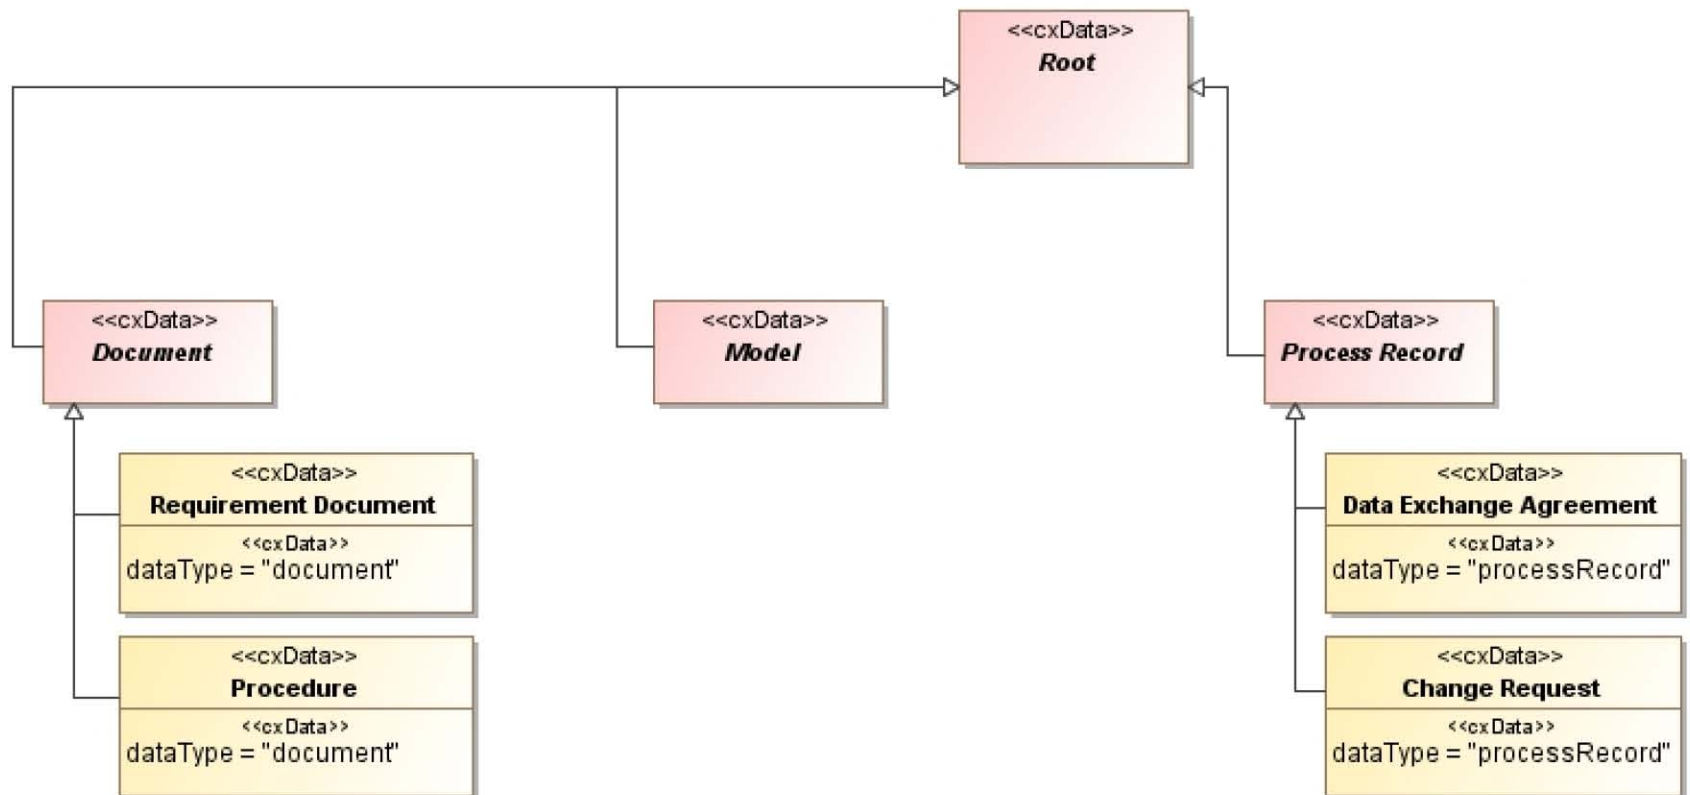 <<cxData>>
Root
<<cxData>>
Document
<<cxData>>
Model
<<cxData>>
Process Record
<<cxData>>
Requirement Document
<<cxData>>
dataType = "document"
<<cxData>>
Procedure
<<cxData>>
dataType = "document"
<<cxData>>
Data Exchange Agreement
<<cxData>>
dataType = "processRecord"
<<cxData>>
Change Request
<<cxData>>
dataType = "processRecord"